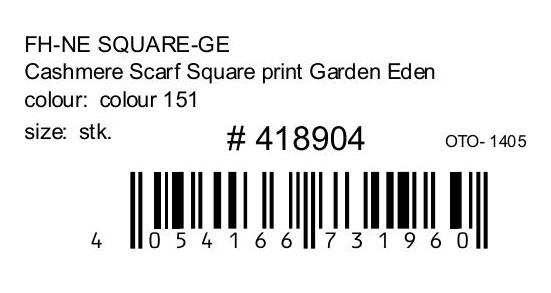 FH-NE SQUARE-GE
Cashmere Scarf Square print Garden Eden
colour: colour 151
size: stk.
# 418904
OTO- 1405
4 054166 731960